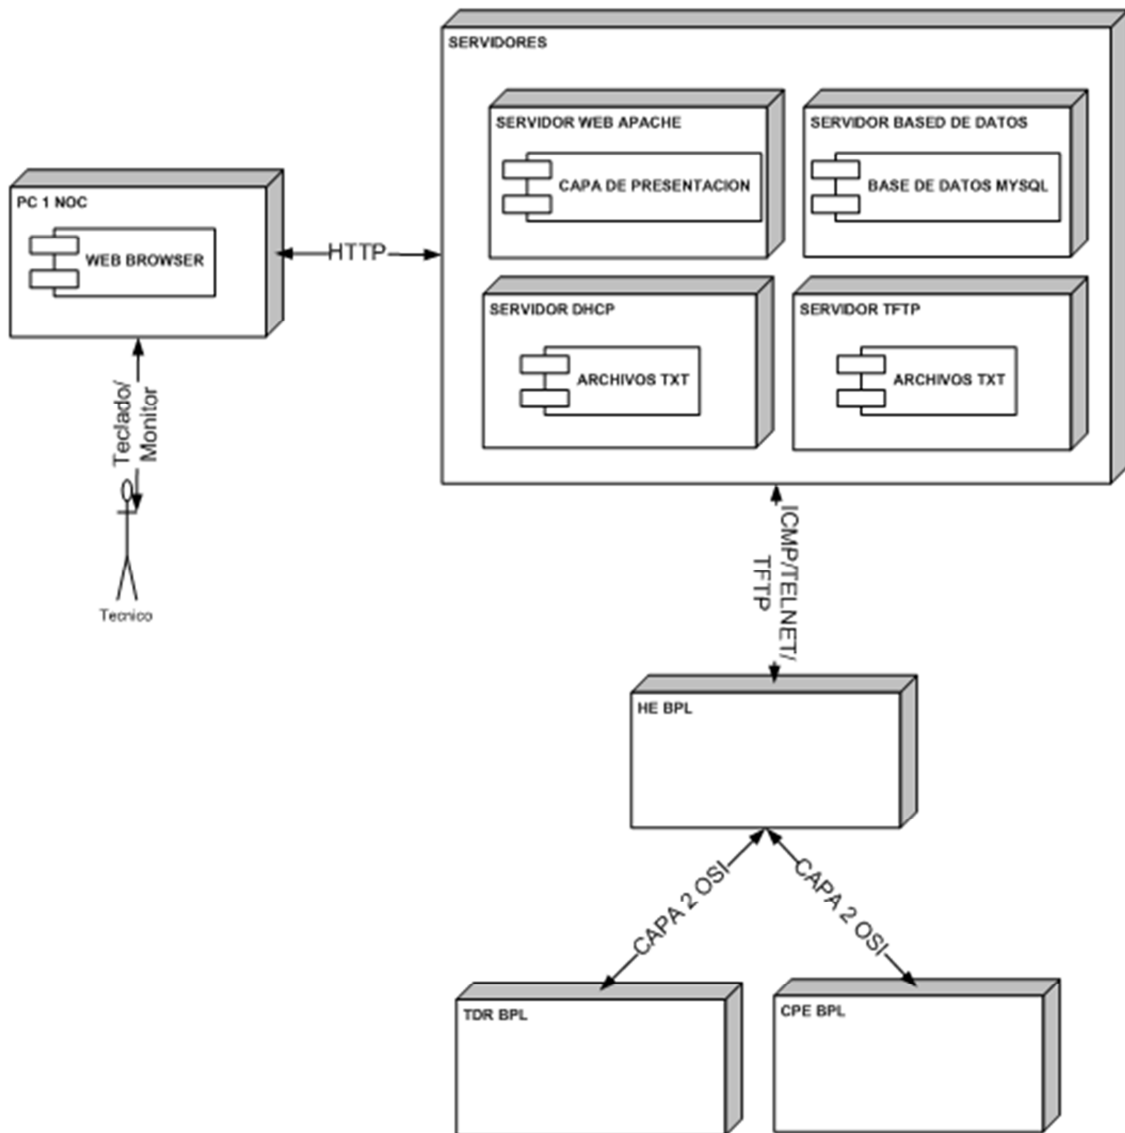 SERVIDORES
SERVIDOR WEB APACHE
CAPA DE PRESENTACION
SERVIDOR BASED DE DATOS
BASE DE DATOS MYSQL
PC 1 NOC
WEB BROWSER
HTTP
SERVIDOR DHCP
ARCHIVOS TXT
SERVIDOR TFTP
ARCHIVOS TXT
Teclado/
Monitor
Tecnico
ICMP/TELNET/
TFTP
HE BPL
CAPA 2 OSI
CAPA 2 OSI
TDR BPL
CPE BPL